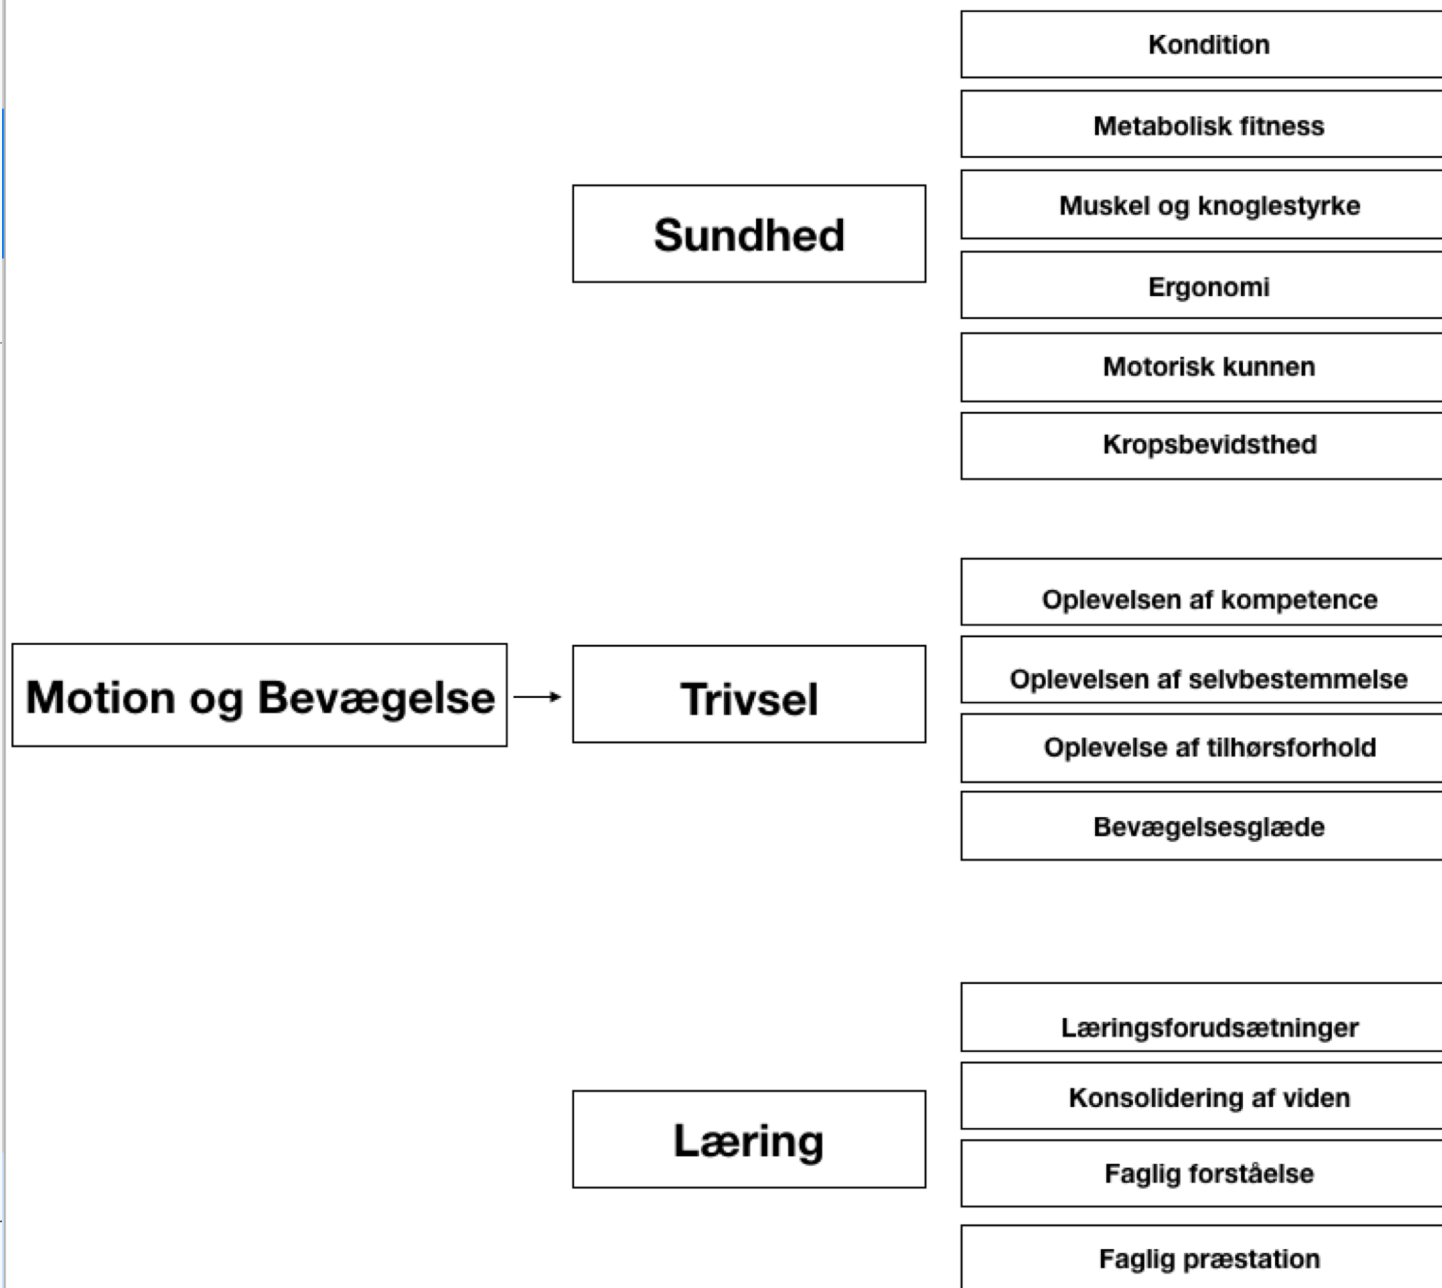 Kondition
Metabolisk fitness
Muskel og knoglestyrke
Sundhed
Ergonomi
Motorisk kunnen
Kropsbevidsthed
Oplevelsen af kompetence
Oplevelsen af selvbestemmelse
Motion og Bevægelse
Trivsel
Oplevelse af tilhørsforhold
Bevægelsesglæde
Læringsforudsætninger
Konsolidering af viden
Læring
Faglig forståelse
Faglig præstation